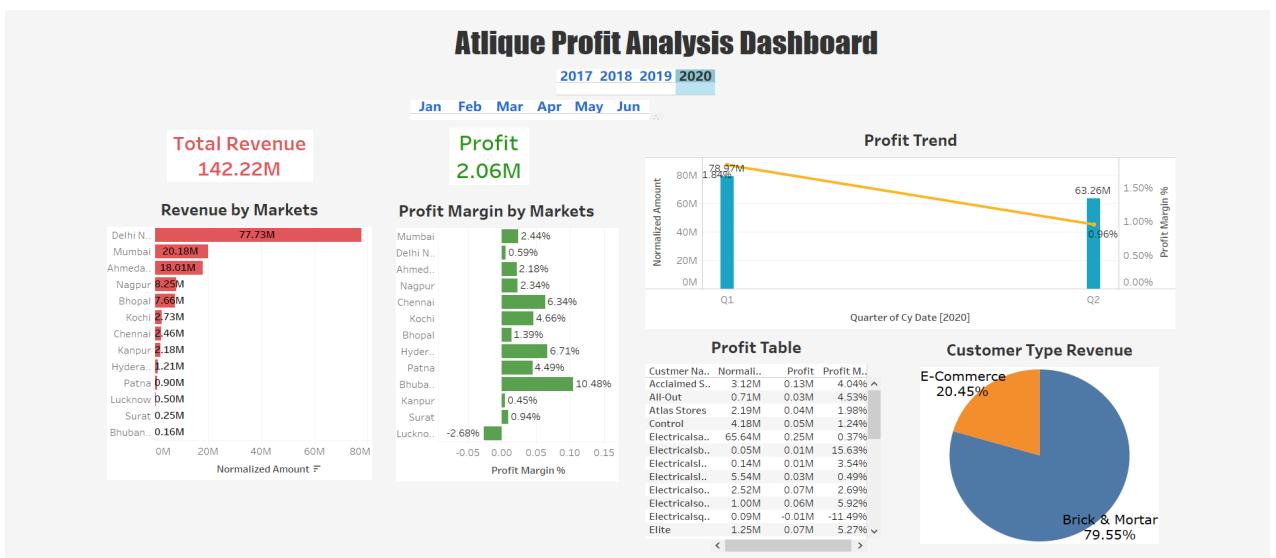 Atlique Profit Analysis Dashboard
2017 2018 2019 2020
Jan Feb Mar Apr May Jun
Total Revenue
142.22M
Profit
2.06M
Revenue by Markets
Delhi N.. 77.73M
Mumbai 20.18M
Ahmeda.. 18.01M
Nagpur 8.25M
Bhopal 7.66M
Kochi 2.73M
Chennai 2.46M
Kanpur 2.18M
Hydera.. 1.21M
Patna 0.90M
Lucknow 0.50M
Surat 0.25M
Bhuban.. 0.16M
0M 20M 40M 60M 80M
Normalized Amount
Profit Margin by Markets
Mumbai 2.44%
Delhi N.. 0.59%
Ahmed.. 2.18%
Nagpur 2.34%
Chennai 6.34%
Kochi 4.66%
Bhopal 1.39%
Hyder.. 6.71%
Patna 4.49%
Bhuba.. 10.48%
Kanpur 0.45%
Surat 0.94%
Luckno.. -2.68%
-0.05 0.00 0.05 0.10 0.15
Profit Margin %
Profit Trend
Normalized Amount
80M
60M
40M
20M
0M
78.97M
1.84%
63.26M
0.96%
1.50%
1.00%
0.50%
0.00%
Profit Margin %
Q1 Q2
Quarter of Cy Date [2020]
Profit Table
Custmer Na.. Normali.. Profit Profit M..
Acclaimed S.. 3.12M 0.13M 4.04%
All-Out 0.71M 0.03M 4.53%
Atlas Stores 2.19M 0.04M 1.98%
Control 4.18M 0.05M 1.24%
Electricalsa.. 65.64M 0.25M 0.37%
Electricalsb.. 0.05M 0.01M 15.63%
Electricalsl.. 0.14M 0.01M 3.54%
Electricalsl.. 5.54M 0.03M 0.49%
Electricalso.. 2.52M 0.07M 2.69%
Electricalso.. 1.00M 0.06M 5.92%
Electricalsq.. 0.09M -0.01M -11.49%
Elite 1.25M 0.07M 5.27%
Customer Type Revenue
E-Commerce
20.45%
Brick & Mortar
79.55%